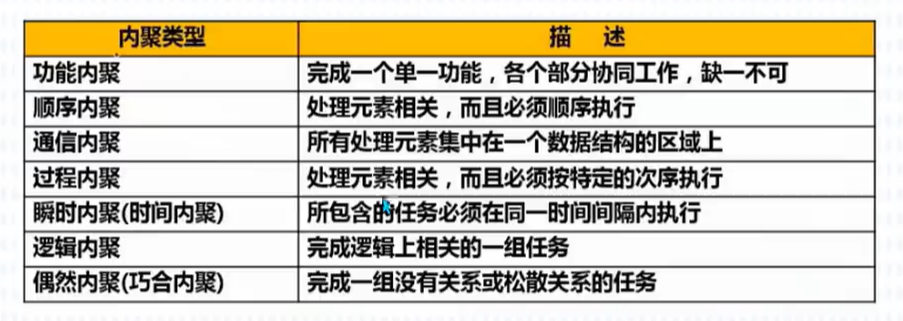 内聚类型 描 述
功能内聚 完成一个单一功能，各个部分协同工作，缺一不可
顺序内聚 处理元素相关，而且必须顺序执行
通信内聚 所有处理元素集中在一个数据结构的区域上
过程内聚 处理元素相关，而且必须按特定的次序执行
瞬时内聚(时间内聚) 所包含的任务必须在同一时间间隔内执行
逻辑内聚 完成逻辑上相关的一组任务
偶然内聚(巧合内聚) 完成一组没有关系或松散关系的任务